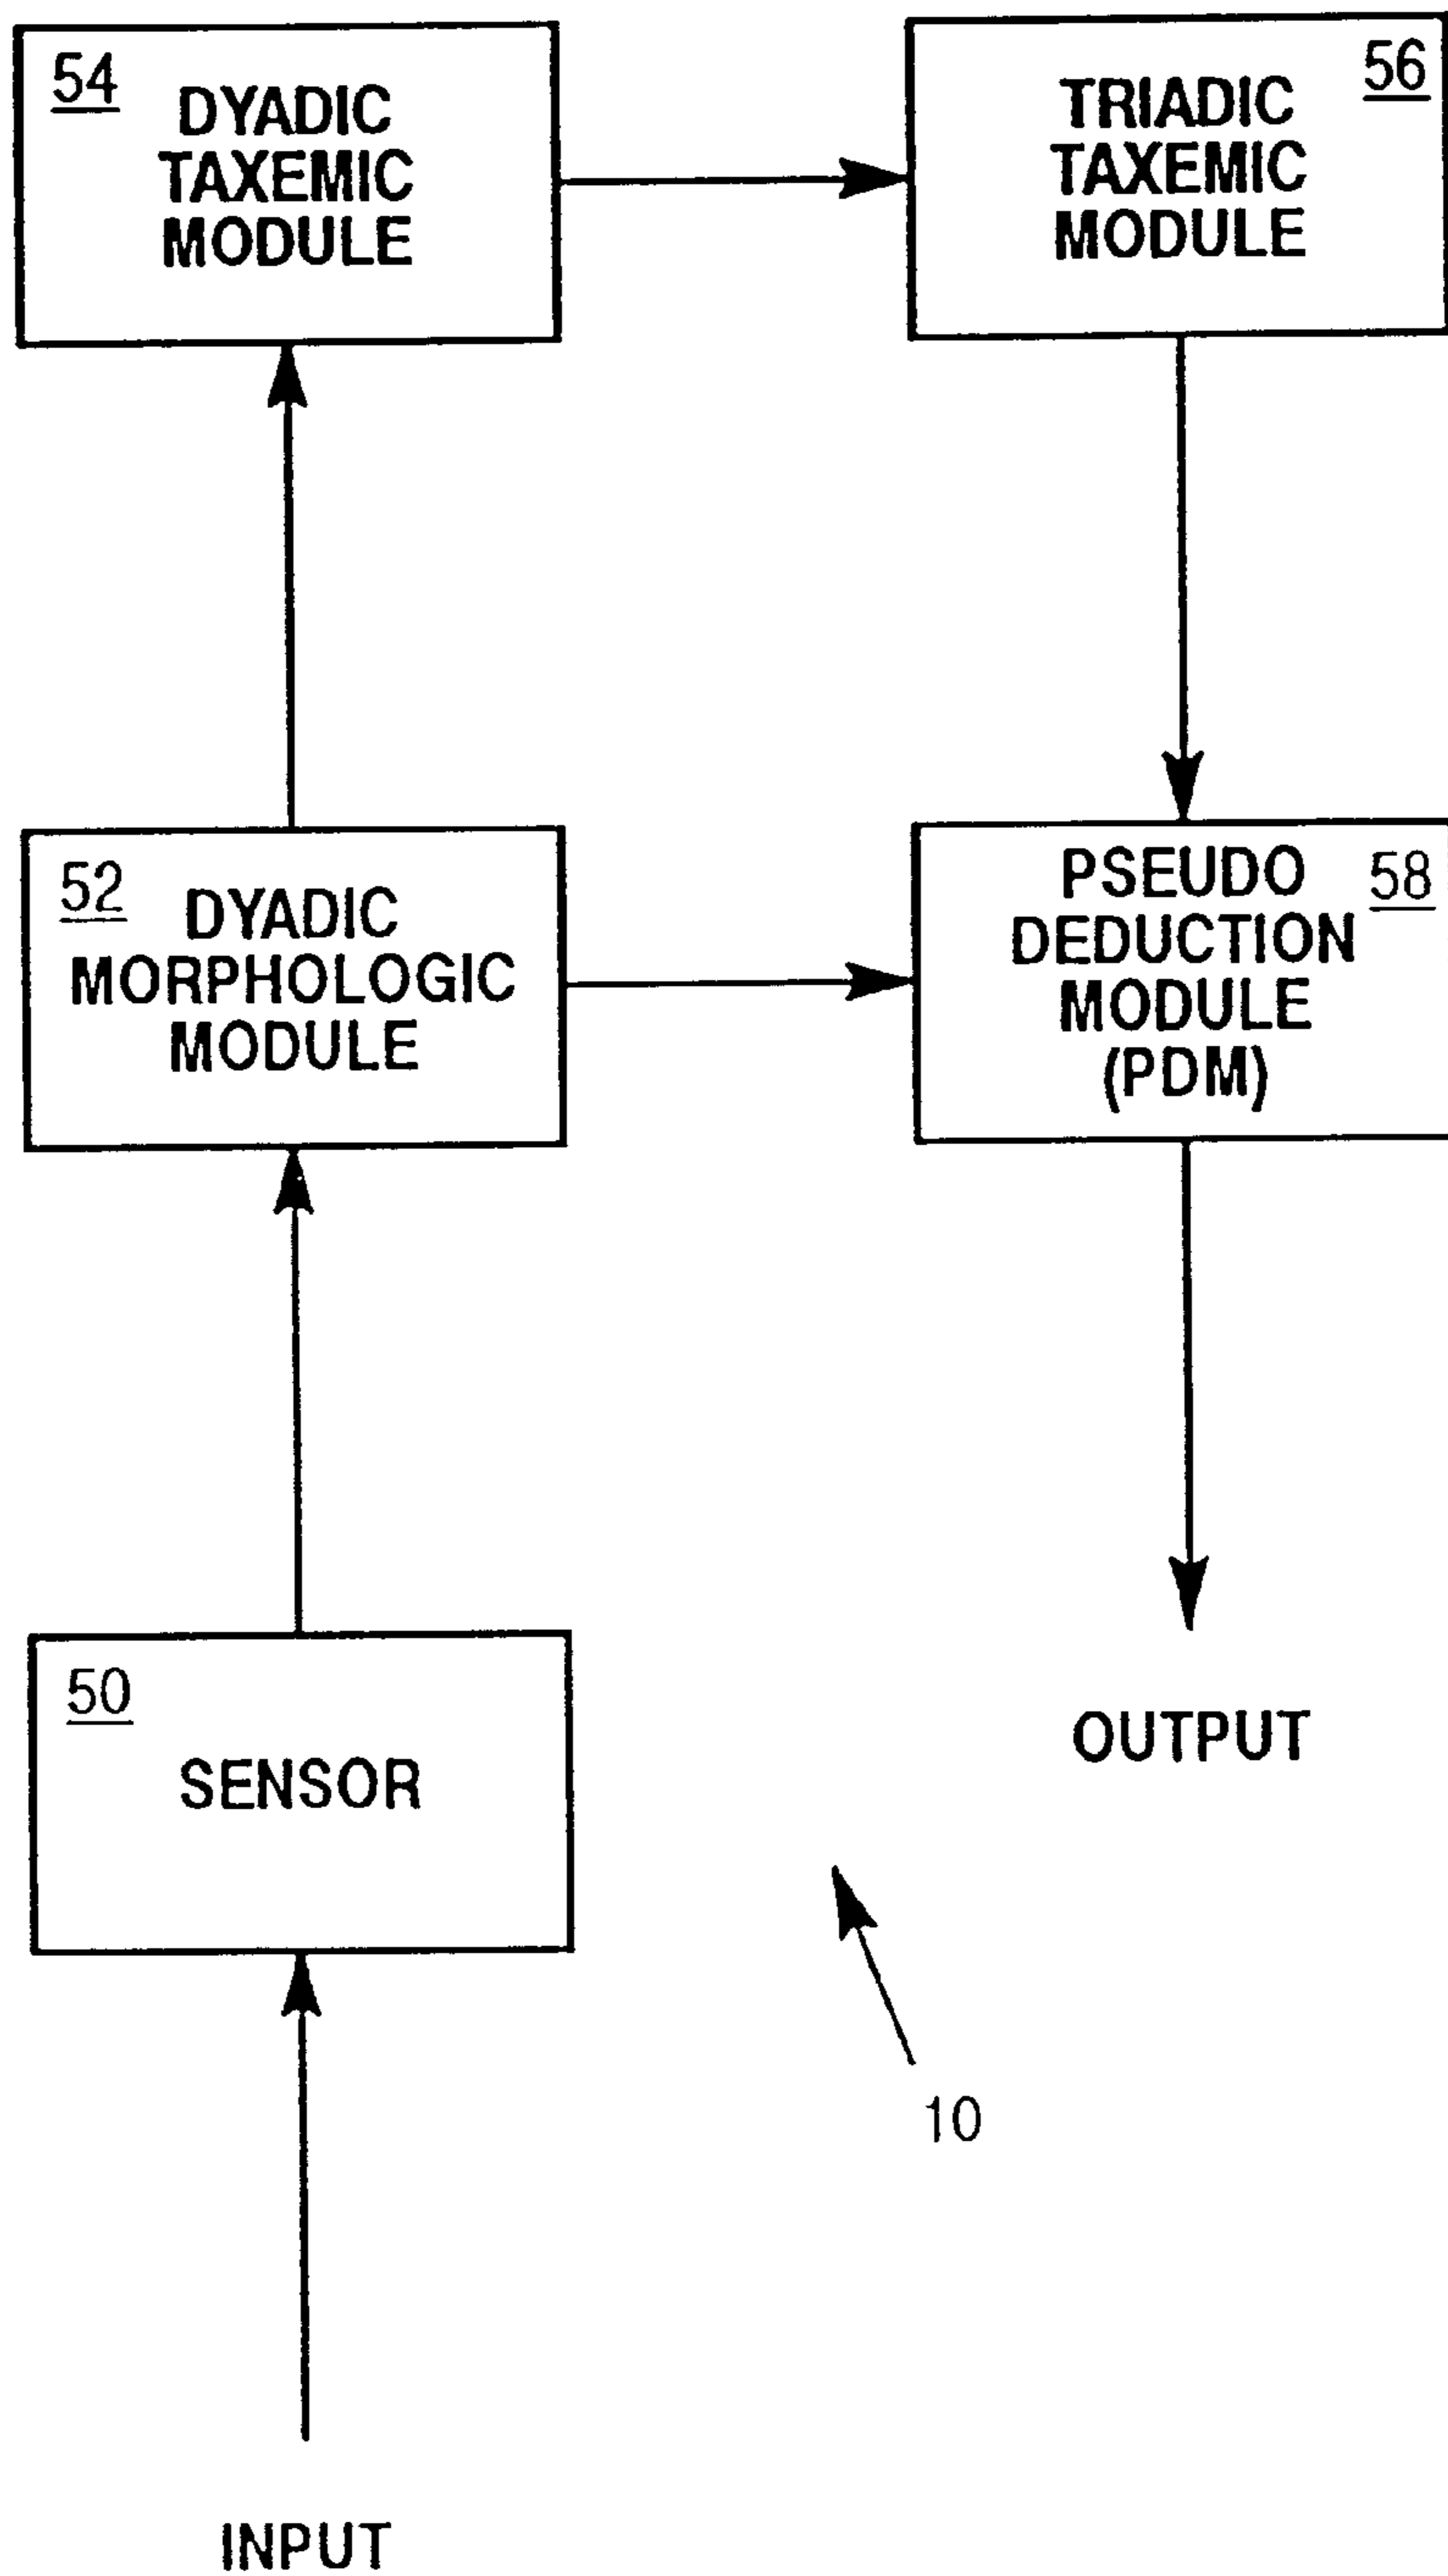 54
DYADIC
TAXEMIC
MODULE
56
TRIADIC
TAXEMIC
MODULE
52
DYADIC
MORPHOLOGIC
MODULE
58
PSEUDO
DEDUCTION
MODULE
(PDM)
50
SENSOR
OUTPUT
10
INPUT